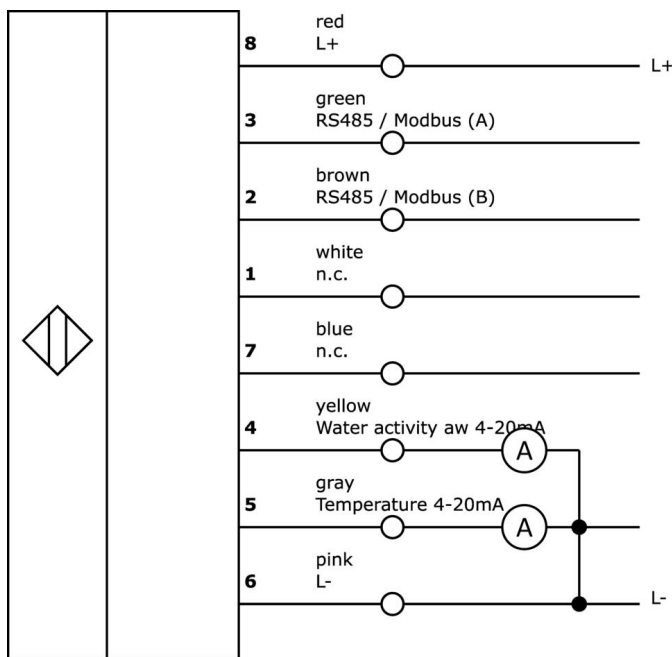 red
8 L+
L+
green
3 RS485 / Modbus (A)
brown
2 RS485 / Modbus (B)
white
1 n.c.
blue
7 n.c.
yellow
4 Water activity aw 4-20mA
A
gray
5 Temperature 4-20mA
A
pink
6 L-
L-